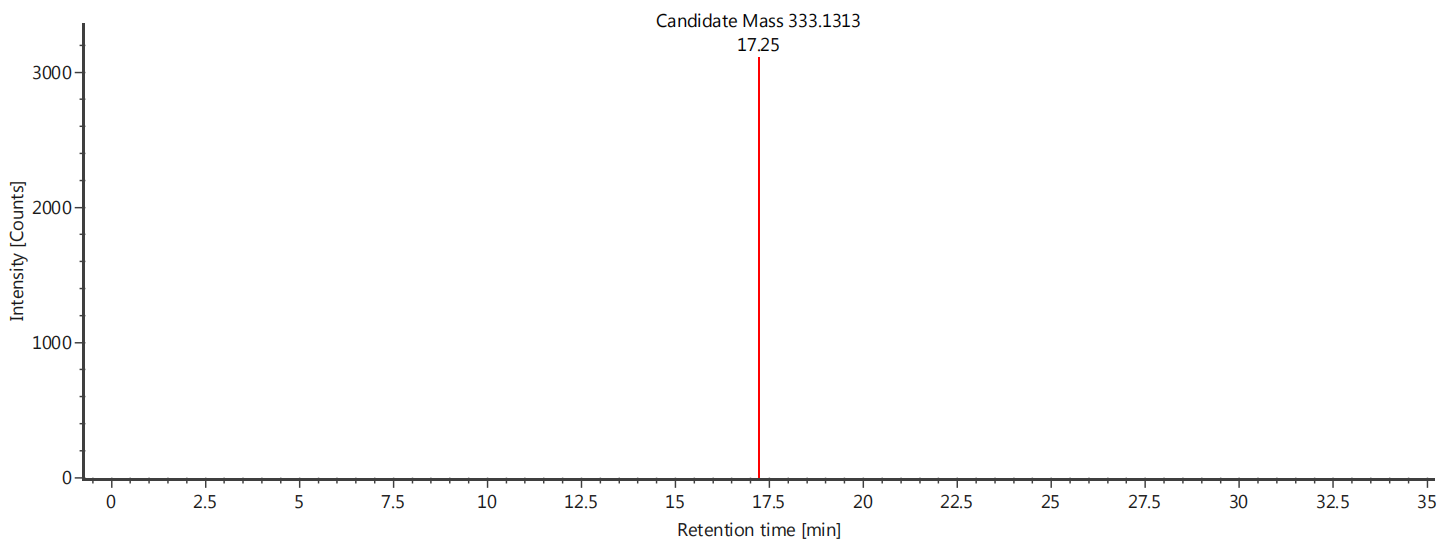 Candidate Mass 333.1313
17.25
3000
2000
1000
0
Intensity [Counts]
0 2.5 5 7.5 10 12.5 15 17.5 20 22.5 25 27.5 30 32.5 35
Retention time [min]